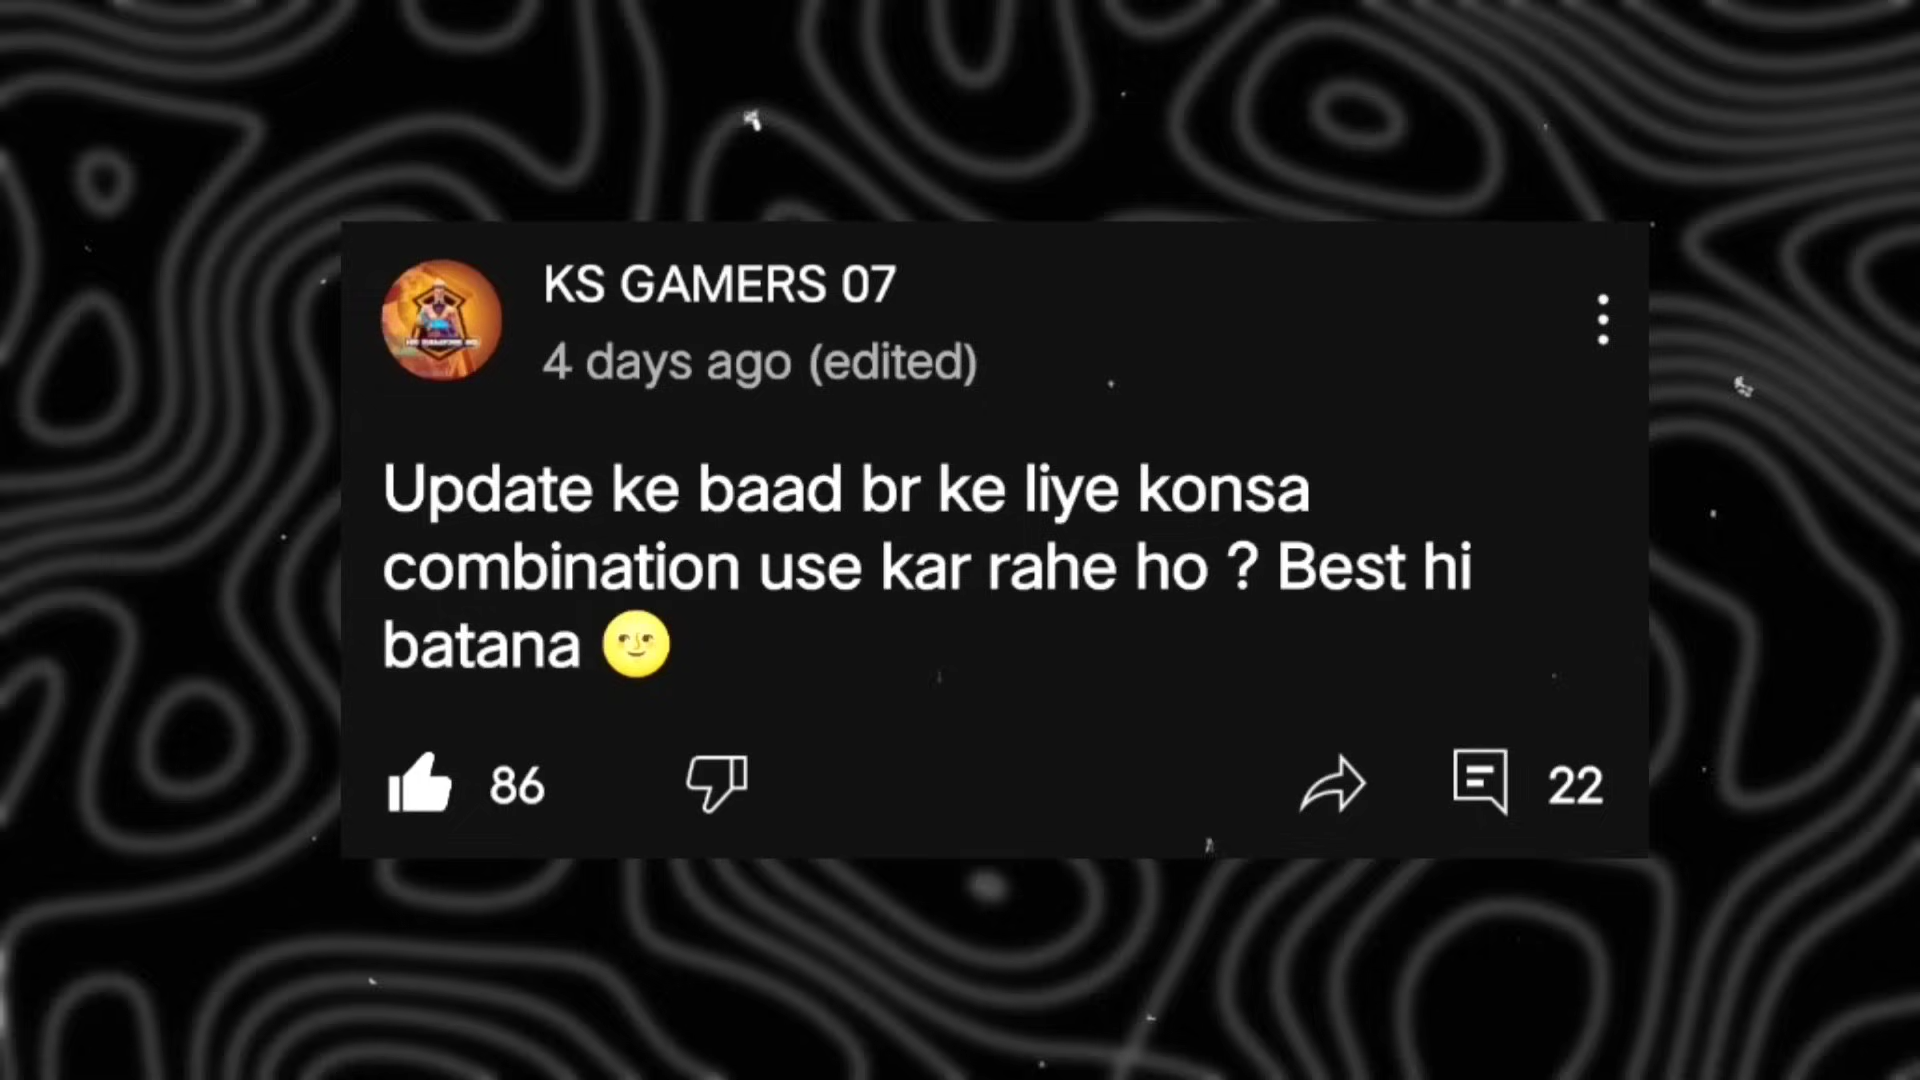 KS GAMERS 07
4 days ago (edited)
Update ke baad br ke liye konsa
combination use kar rahe ho ? Best hi
batana 🌝
86
22